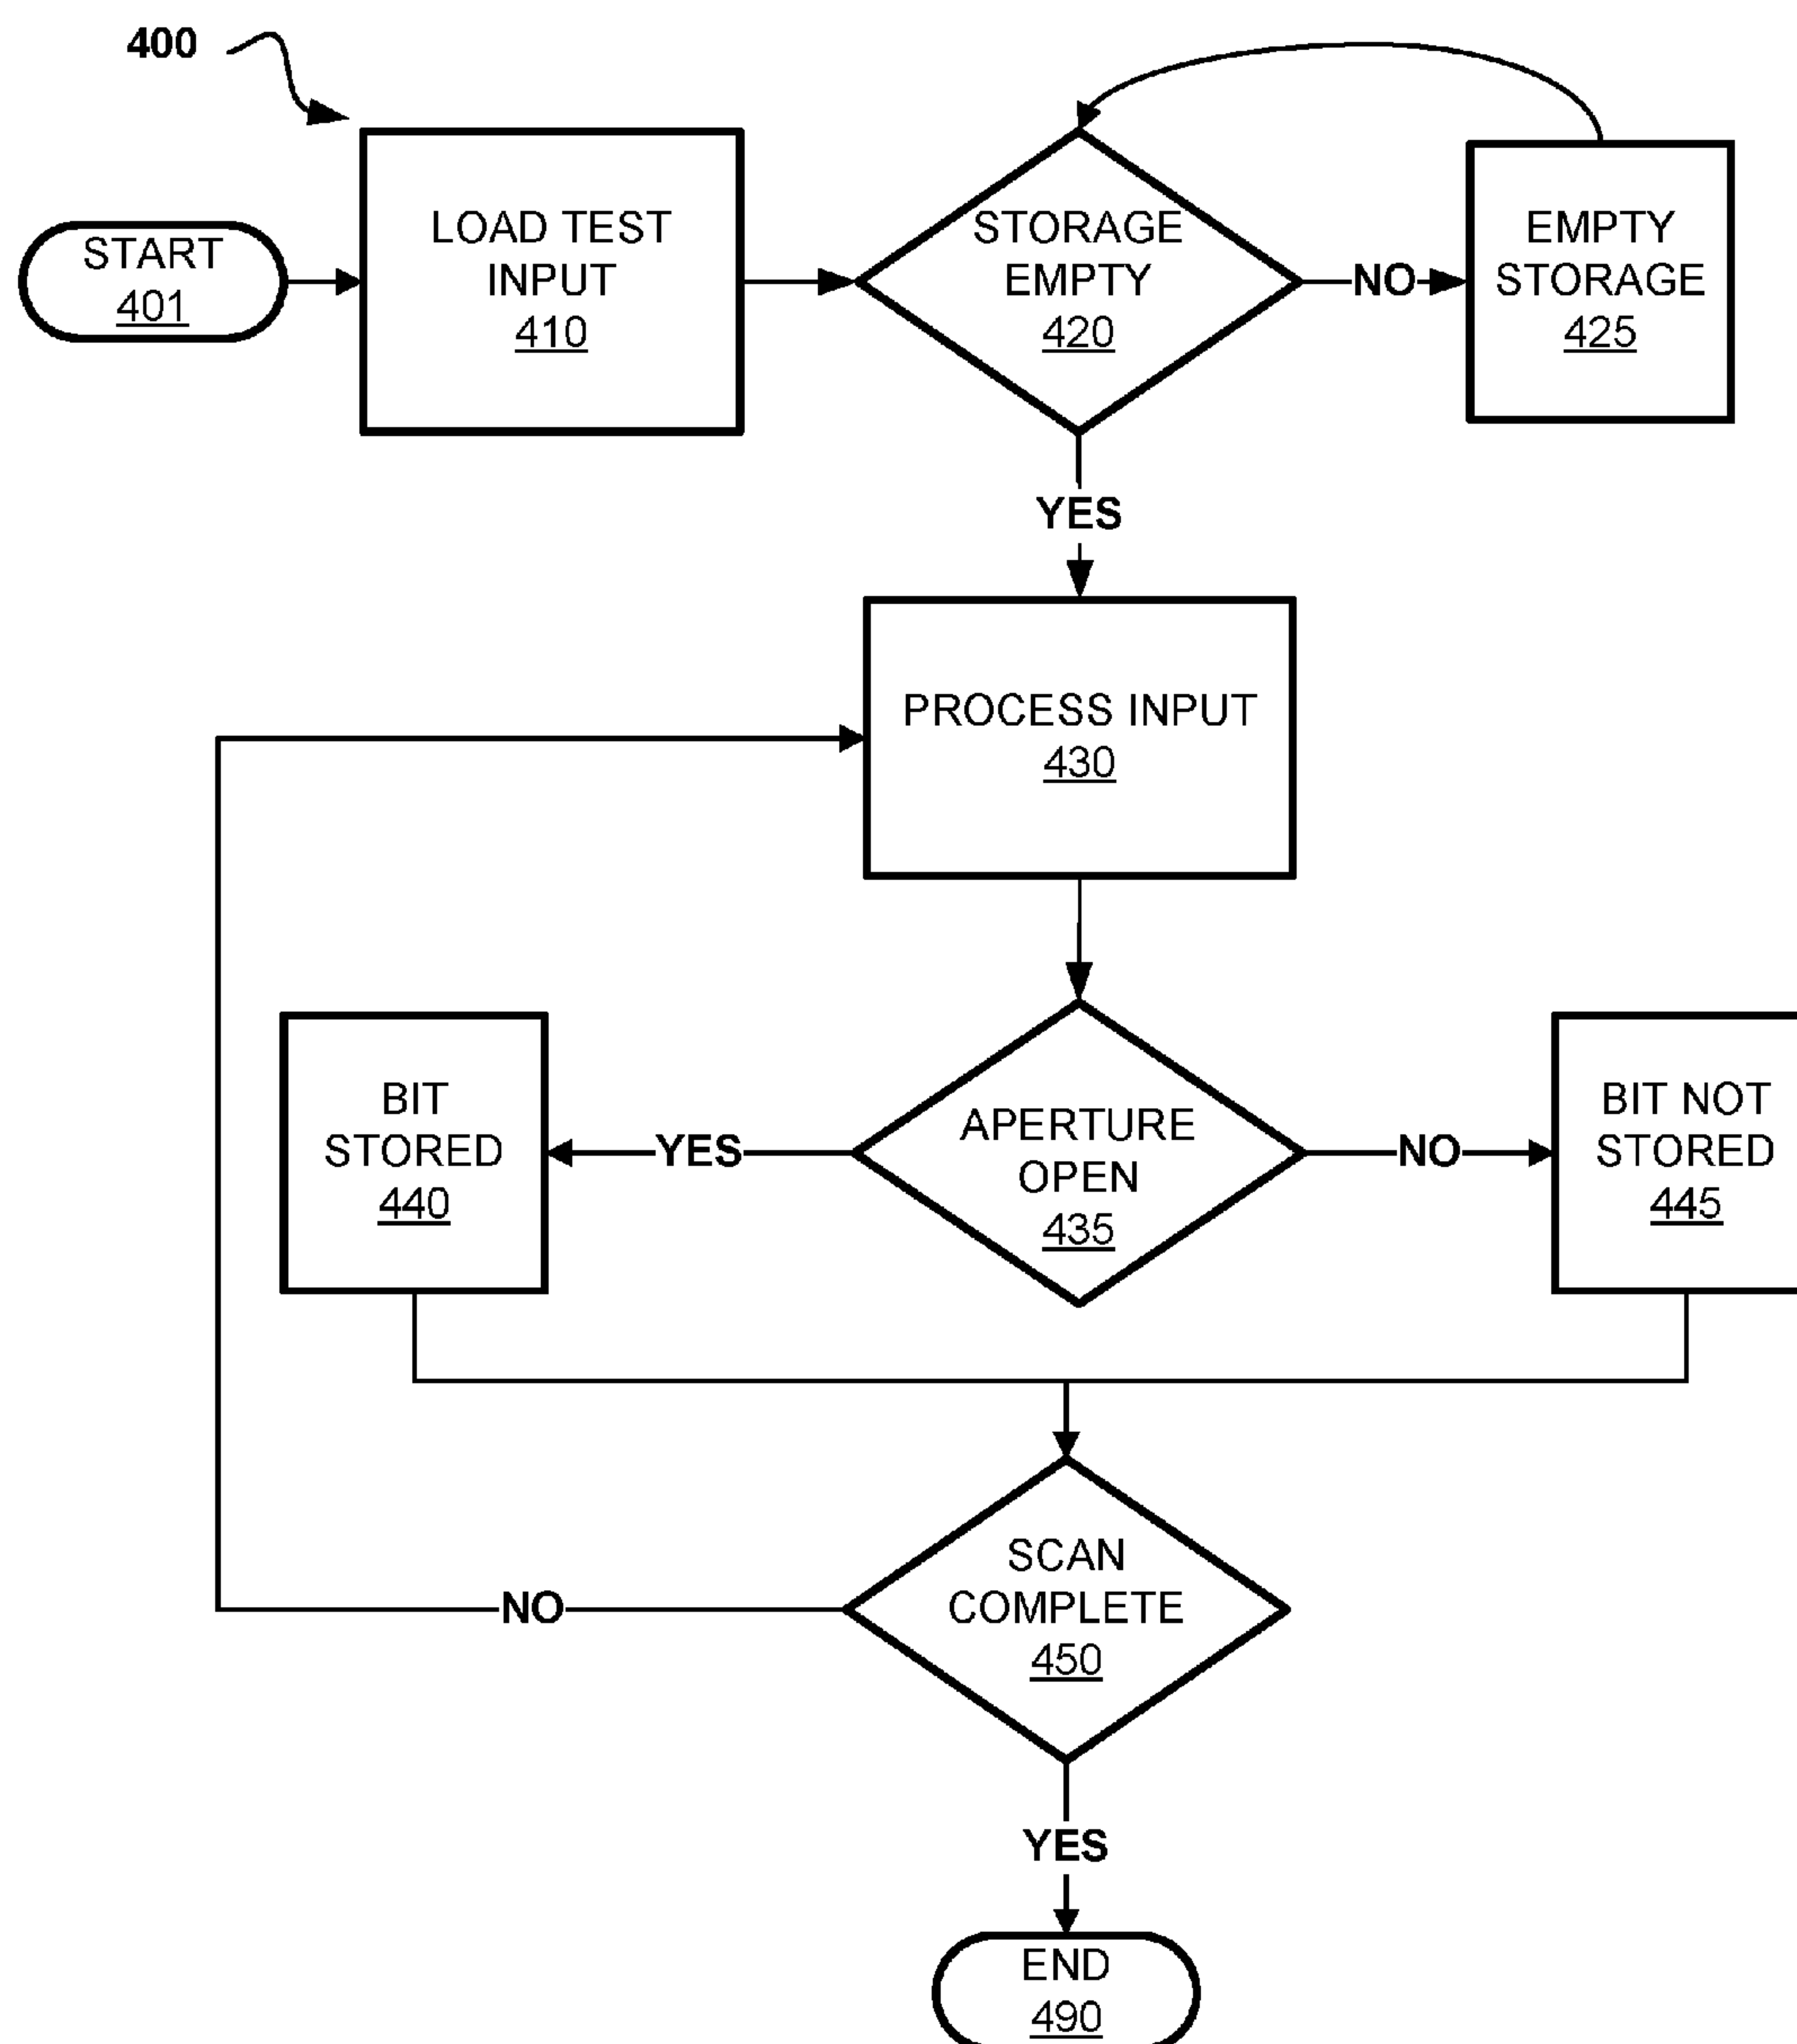 400
START
401
LOAD TEST
INPUT
410
STORAGE
EMPTY
420
NO
EMPTY
STORAGE
425
YES
PROCESS INPUT
430
BIT
STORED
440
YES
APERTURE
OPEN
435
NO
BIT NOT
STORED
445
SCAN
COMPLETE
450
NO
YES
END
490